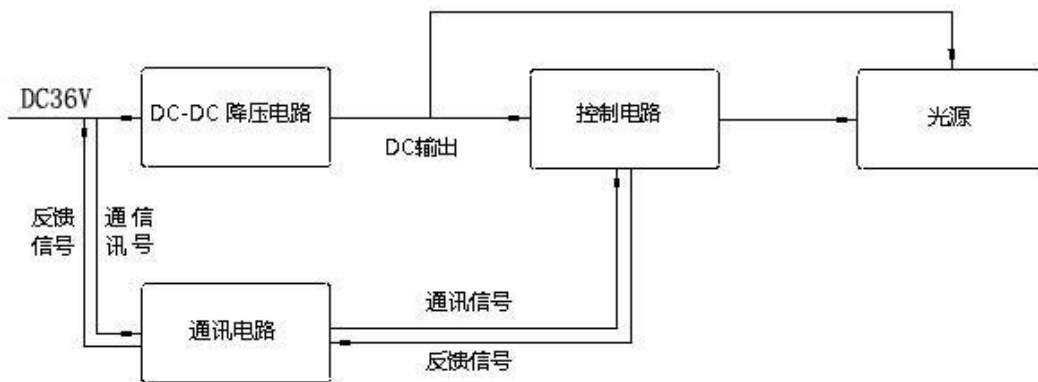 DC36V
DC-DC 降压电路
DC输出
控制电路
光源
反馈
信号
通信
讯号
通讯电路
通讯信号
反馈信号